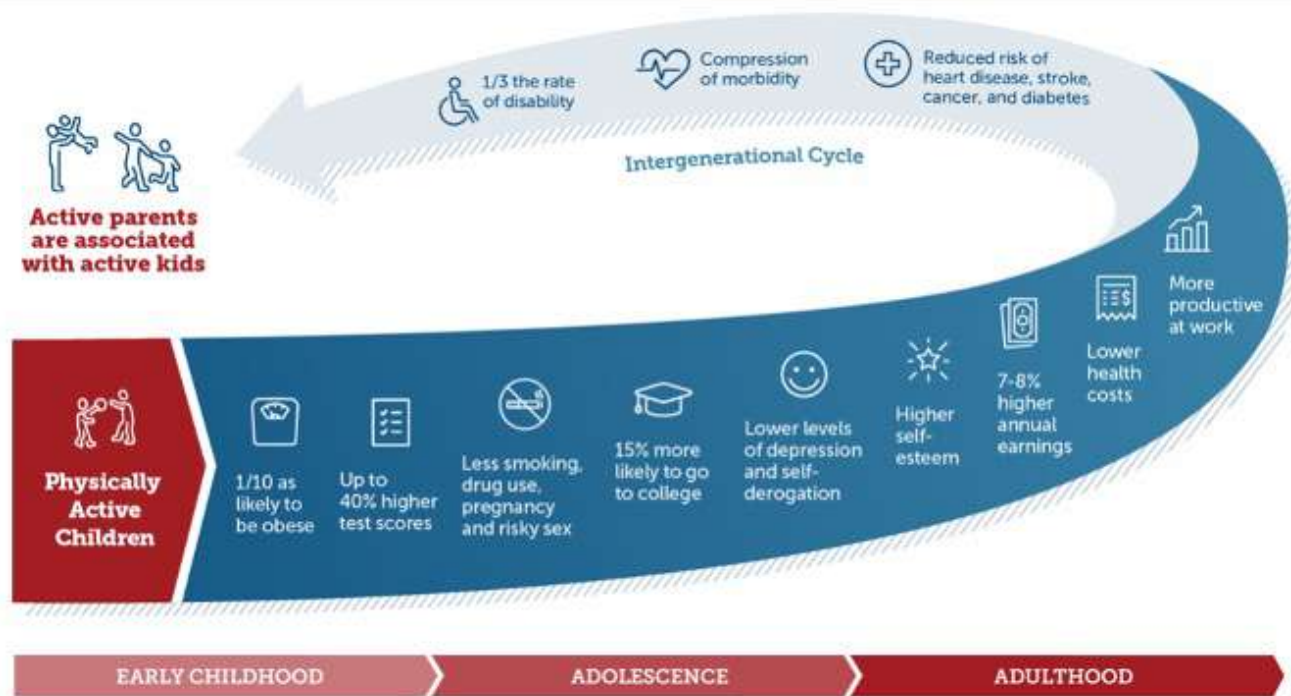 1/3 the rate
of disability
Compression
of morbidity
Reduced risk of
heart disease, stroke,
cancer, and diabetes
Intergenerational Cycle
Active parents
are associated
with active kids
Physically
Active
Children
1/10 as
likely to
be obese
Up to
40% higher
test scores
Less smoking,
drug use,
pregnancy
and risky sex
15% more
likely to go
to college
Lower levels
of depression
and self-
derogation
Higher
self-
esteem
7-8%
higher
annual
earnings
Lower
health
costs
More
productive
at work
EARLY CHILDHOOD
ADOLESCENCE
ADULTHOOD